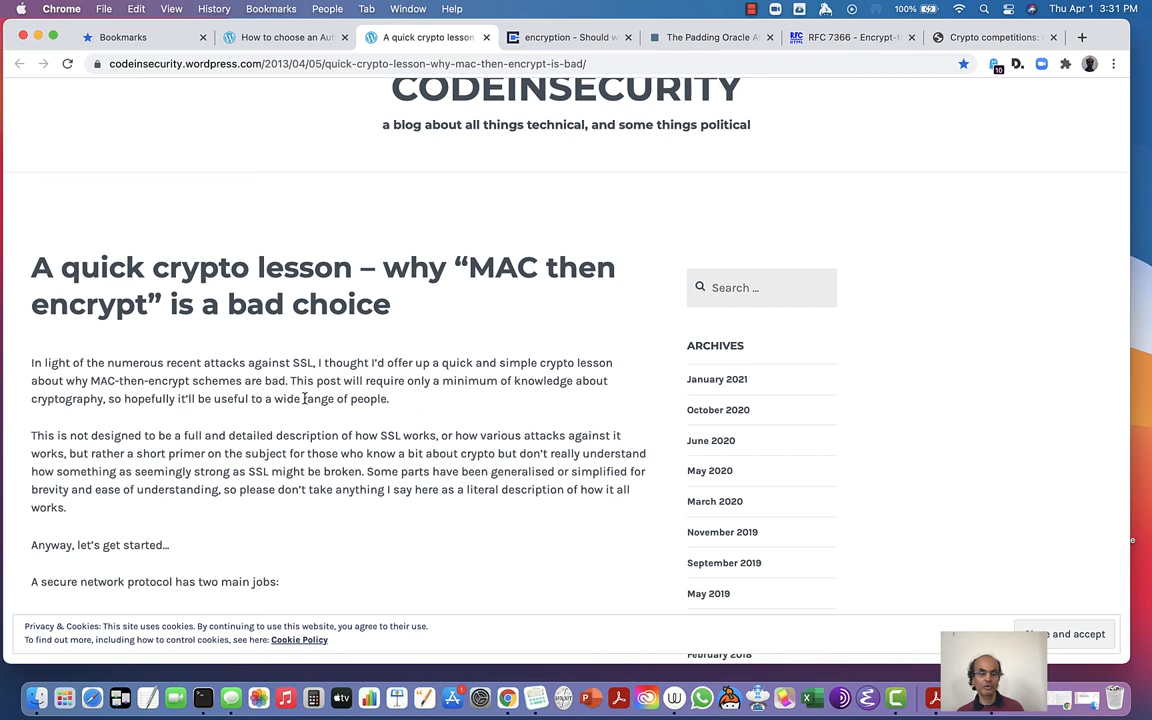 Chrome File Edit View History Bookmarks People Tab Window Help 100% Thu Apr 1 3:31 PM
Bookmarks How to choose an Aut A quick crypto lesson encryption - Should w The Padding Oracle A RFC 7366 - Encrypt-t Crypto competitions:
codeinsecurity.wordpress.com/2013/04/05/quick-crypto-lesson-why-mac-then-encrypt-is-bad/
10
CODEINSECURITY
a blog about all things technical, and some things political
A quick crypto lesson – why “MAC then
encrypt” is a bad choice
In light of the numerous recent attacks against SSL, I thought I’d offer up a quick and simple crypto lesson
about why MAC-then-encrypt schemes are bad. This post will require only a minimum of knowledge about
cryptography, so hopefully it’ll be useful to a wide range of people.
This is not designed to be a full and detailed description of how SSL works, or how various attacks against it
works, but rather a short primer on the subject for those who know a bit about crypto but don’t really understand
how something as seemingly strong as SSL might be broken. Some parts have been generalised or simplified for
brevity and ease of understanding, so please don’t take anything I say here as a literal description of how it all
works.
Anyway, let’s get started…
A secure network protocol has two main jobs:
Search …
ARCHIVES
January 2021
October 2020
June 2020
May 2020
March 2020
November 2019
September 2019
May 2019
February 2018
Privacy & Cookies: This site uses cookies. By continuing to use this website, you agree to their use.
To find out more, including how to control cookies, see here: Cookie Policy
and accept